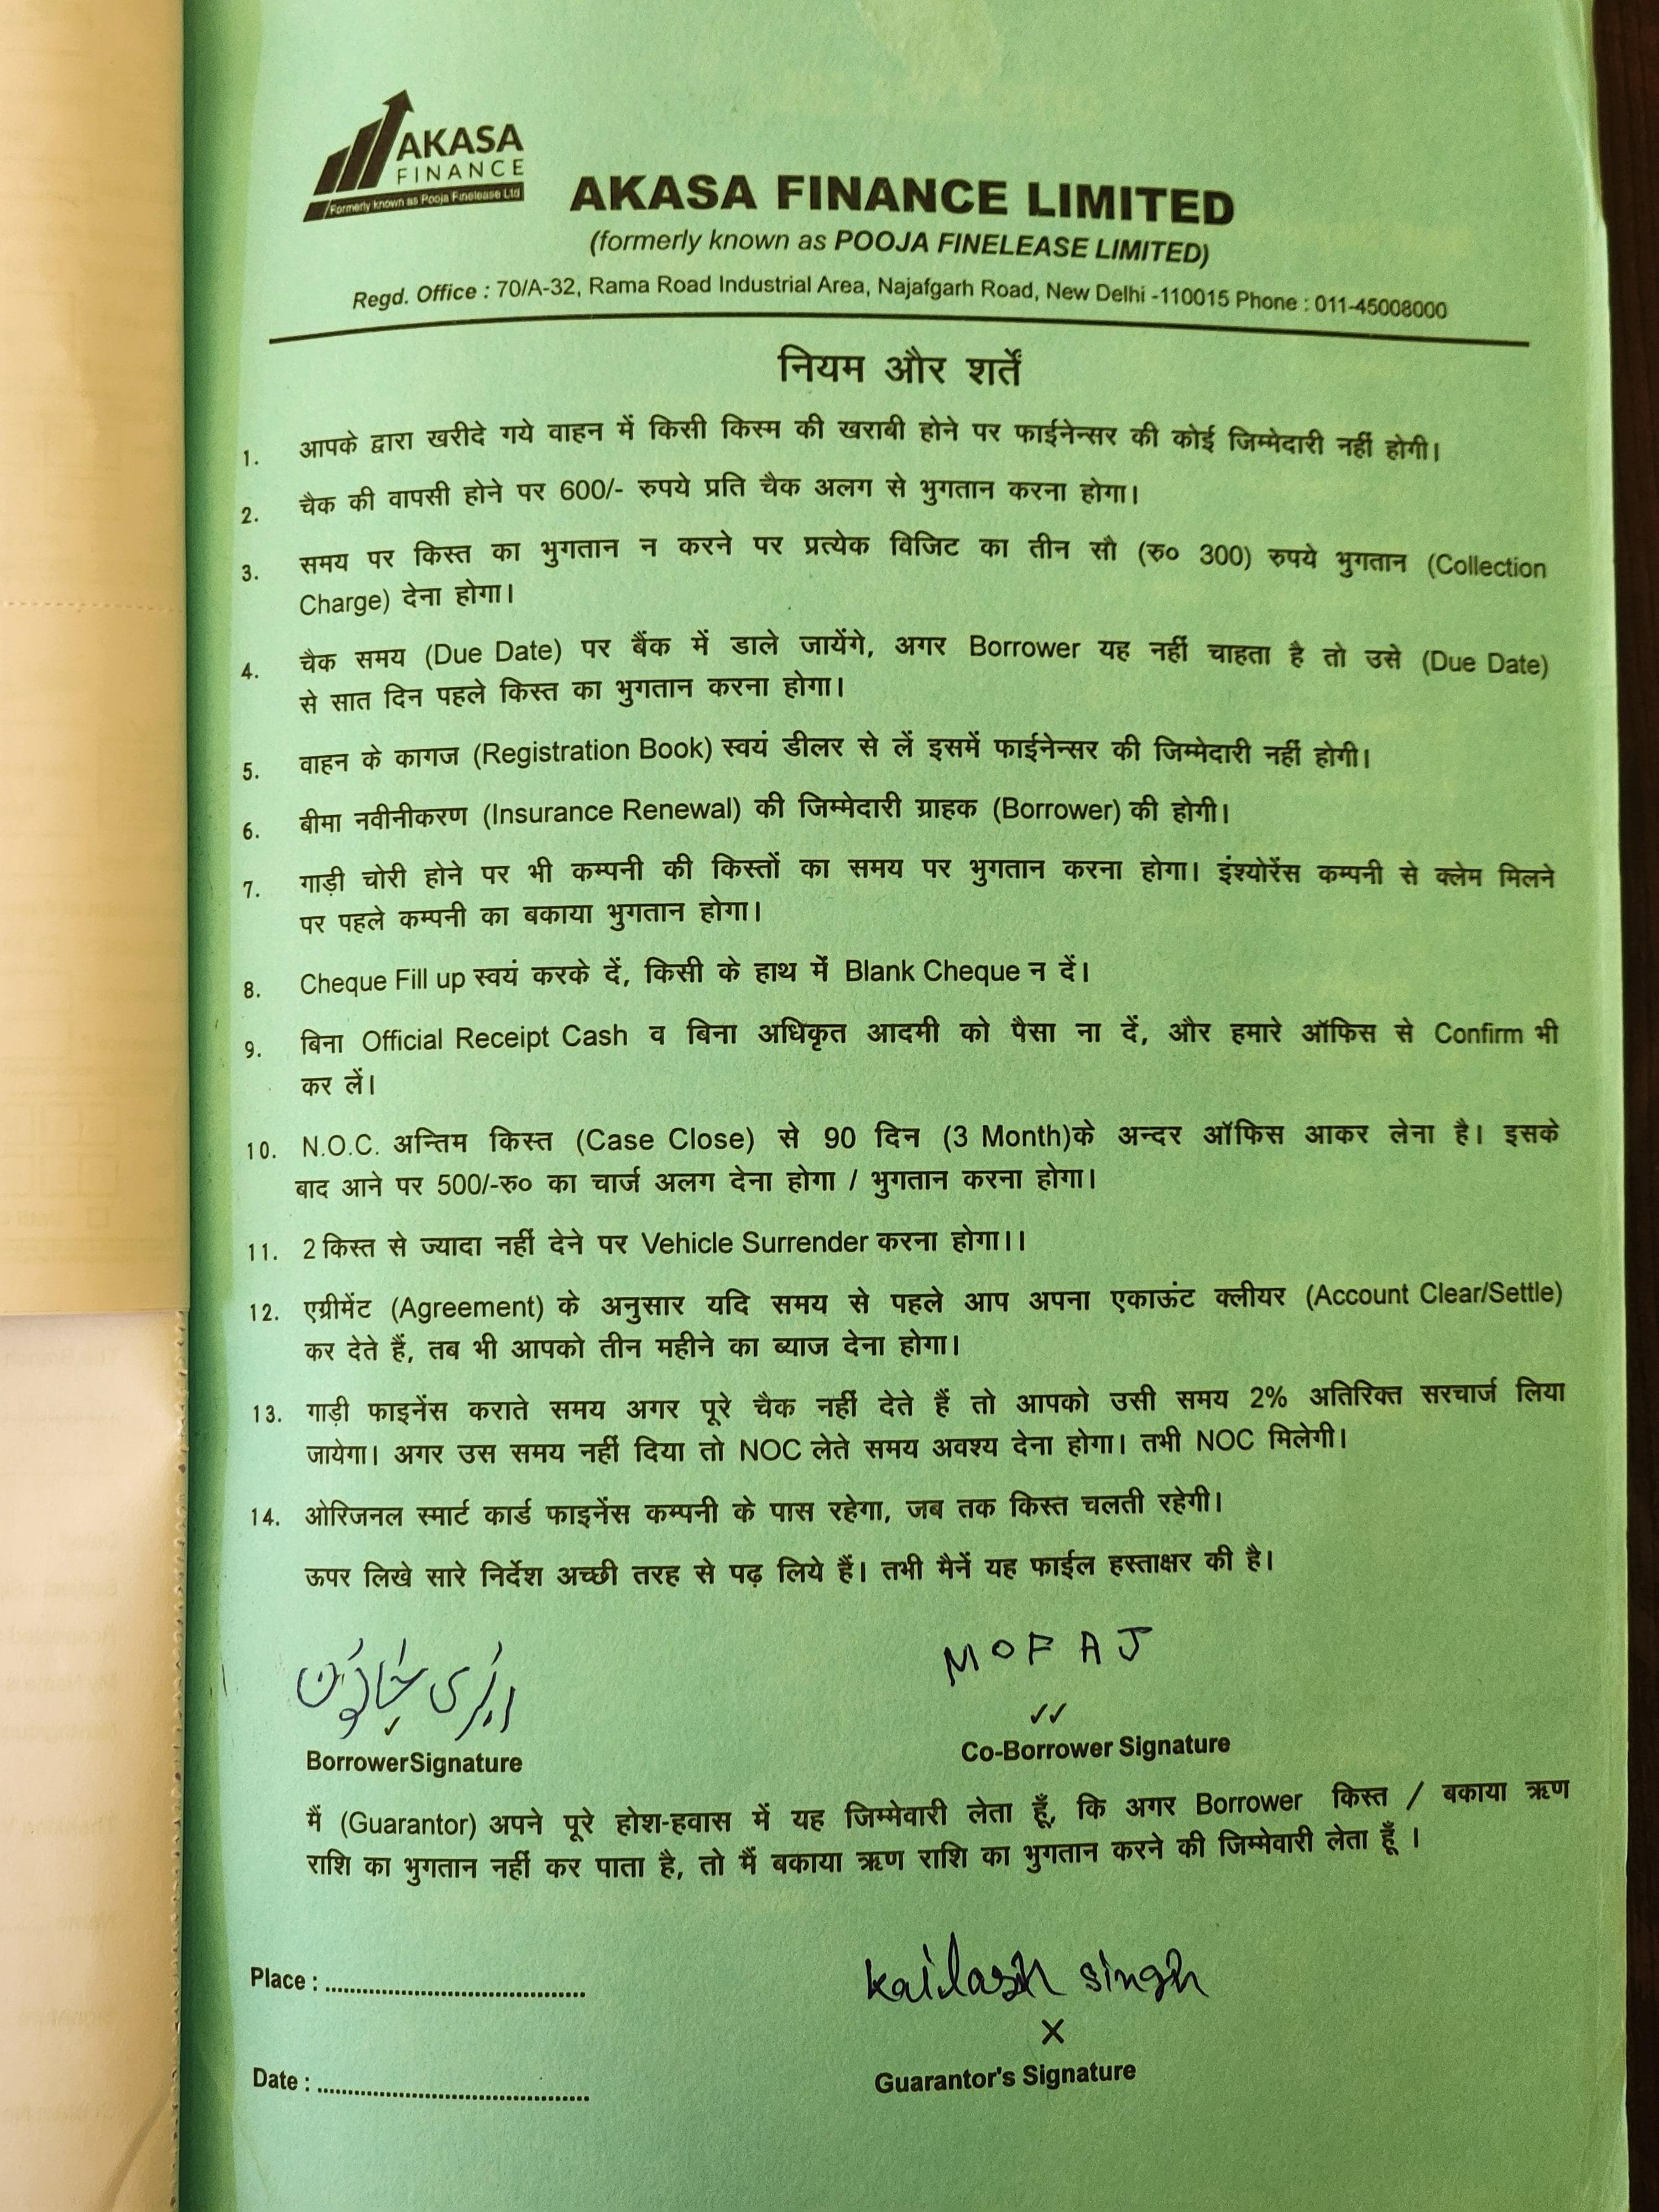 AKASA
FINANCE
Formerly known as Pooja Finelease Ltd
AKASA FINANCE LIMITED
(formerly known as POOJA FINELEASE LIMITED)
Regd. Office : 70/A-32, Rama Road Industrial Area, Najafgarh Road, New Delhi -110015 Phone : 011-45008000
नियम और शर्तें
1. आपके द्वारा खरीदे गये वाहन में किसी किस्म की खराबी होने पर फाईनेन्सर की कोई जिम्मेदारी नहीं होगी।
2. चैक की वापसी होने पर 600/- रुपये प्रति चैक अलग से भुगतान करना होगा।
3. समय पर किस्त का भुगतान न करने पर प्रत्येक विजिट का तीन सौ (रु० 300) रुपये भुगतान (Collection
Charge) देना होगा।
4. चैक समय (Due Date) पर बैंक में डाले जायेंगे, अगर Borrower यह नहीं चाहता है तो उसे (Due Date)
से सात दिन पहले किस्त का भुगतान करना होगा।
5. वाहन के कागज (Registration Book) स्वयं डीलर से लें इसमें फाईनेन्सर की जिम्मेदारी नहीं होगी।
6. बीमा नवीनीकरण (Insurance Renewal) की जिम्मेदारी ग्राहक (Borrower) की होगी।
7. गाड़ी चोरी होने पर भी कम्पनी की किस्तों का समय पर भुगतान करना होगा। इंश्योरेंस कम्पनी से क्लेम मिलने
पर पहले कम्पनी का बकाया भुगतान होगा।
8. Cheque Fill up स्वयं करके दें, किसी के हाथ में Blank Cheque न दें।
9. बिना Official Receipt Cash व बिना अधिकृत आदमी को पैसा ना दें, और हमारे ऑफिस से Confirm भी
कर लें।
10. N.O.C. अन्तिम किस्त (Case Close) से 90 दिन (3 Month)के अन्दर ऑफिस आकर लेना है। इसके
बाद आने पर 500/-रु० का चार्ज अलग देना होगा / भुगतान करना होगा।
11. 2 किस्त से ज्यादा नहीं देने पर Vehicle Surrender करना होगा।।
12. एग्रीमेंट (Agreement) के अनुसार यदि समय से पहले आप अपना एकाऊंट क्लीयर (Account Clear/Settle)
कर देते हैं, तब भी आपको तीन महीने का ब्याज देना होगा।
13. गाड़ी फाइनेंस कराते समय अगर पूरे चैक नहीं देते हैं तो आपको उसी समय 2% अतिरिक्त सरचार्ज लिया
जायेगा। अगर उस समय नहीं दिया तो NOC लेते समय अवश्य देना होगा। तभी NOC मिलेगी।
14. ओरिजनल स्मार्ट कार्ड फाइनेंस कम्पनी के पास रहेगा, जब तक किस्त चलती रहेगी।
ऊपर लिखे सारे निर्देश अच्छी तरह से पढ़ लिये हैं। तभी मैनें यह फाईल हस्ताक्षर की है।
MOFAJ
BorrowerSignature
Co-Borrower Signature
मैं (Guarantor) अपने पूरे होश-हवास में यह जिम्मेवारी लेता हूँ, कि अगर Borrower किस्त / बकाया ऋण
राशि का भुगतान नहीं कर पाता है, तो मैं बकाया ऋण राशि का भुगतान करने की जिम्मेवारी लेता हूँ ।
Kailash singh
Place : ..........................................
X
Guarantor's Signature
Date : ............................................